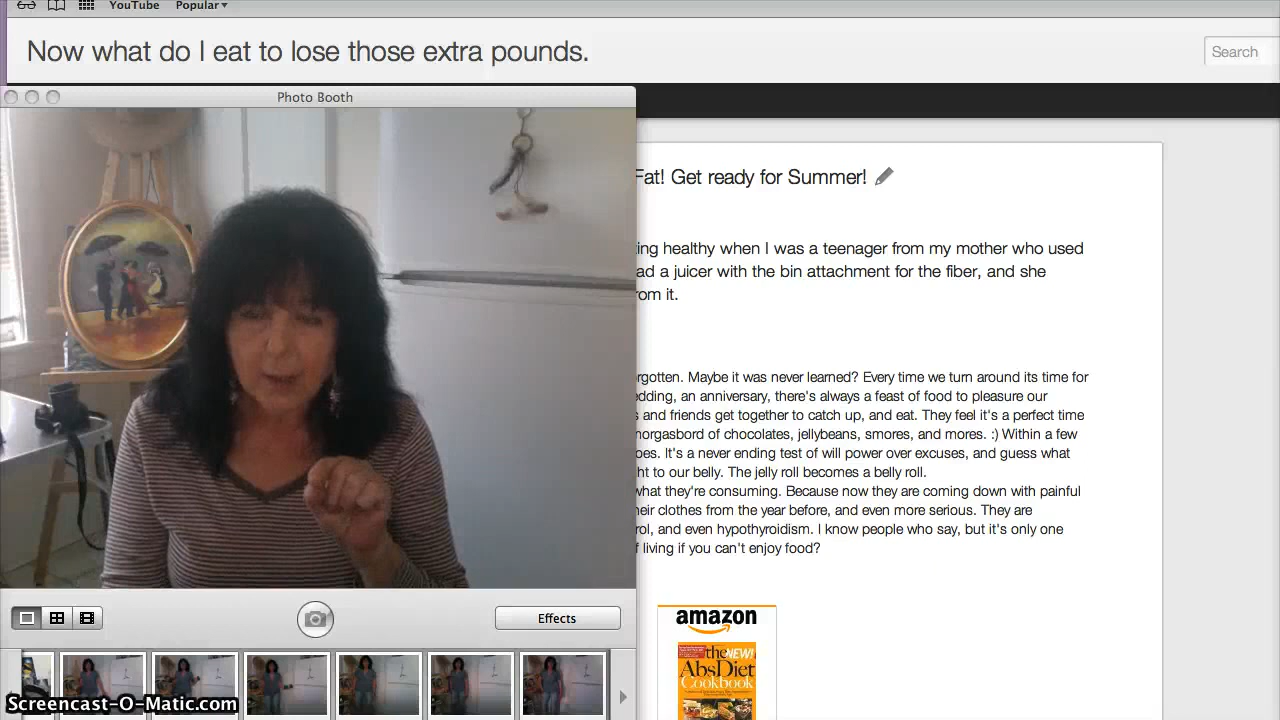 YouTube Popular
Now what do I eat to lose those extra pounds.
Search
Photo Booth
Fat! Get ready for Summer!
ing healthy when I was a teenager from my mother who used
ad a juicer with the bin attachment for the fiber, and she
rom it.
rgotten. Maybe it was never learned? Every time we turn around its time for
dding, an anniversary, there's always a feast of food to pleasure our
s and friends get together to catch up, and eat. They feel it's a perfect time
norgasbord of chocolates, jellybeans, smores, and mores. :) Within a few
oes. It's a never ending test of will power over excuses, and guess what
ht to our belly. The jelly roll becomes a belly roll.
what they're consuming. Because now they are coming down with painful
heir clothes from the year before, and even more serious. They are
rol, and even hypothyroidism. I know people who say, but it's only one
f living if you can't enjoy food?
Effects
amazon
the NEW!
AbsDiet
Cookbook
Screencast-O-Matic.com